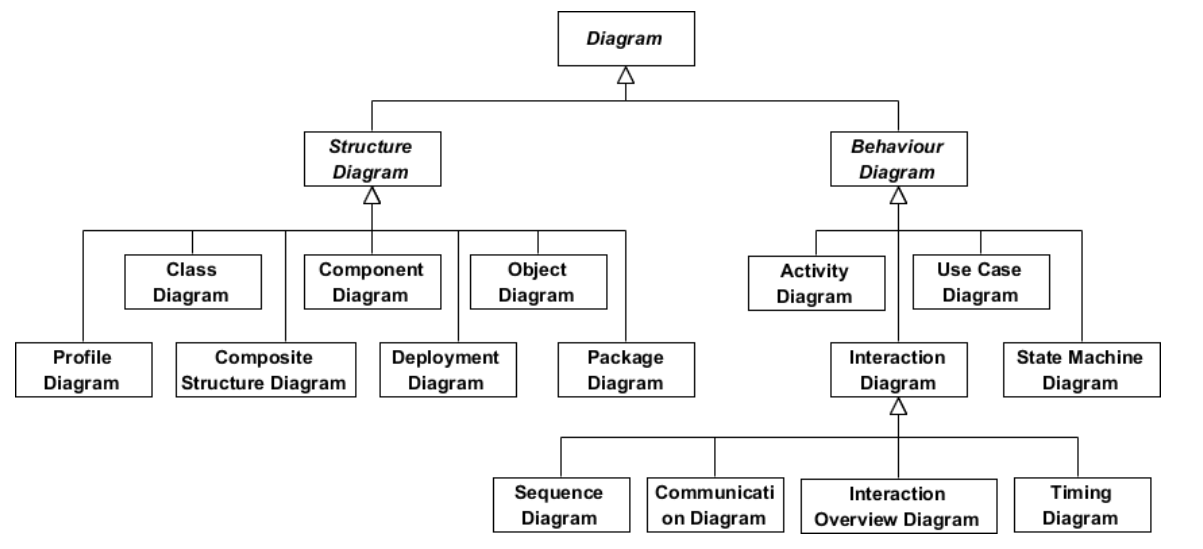 Diagram
Structure
Diagram
Behaviour
Diagram
Class
Diagram
Component
Diagram
Object
Diagram
Activity
Diagram
Use Case
Diagram
Profile
Diagram
Composite
Structure Diagram
Deployment
Diagram
Package
Diagram
Interaction
Diagram
State Machine
Diagram
Sequence
Diagram
Communicati
on Diagram
Interaction
Overview Diagram
Timing
Diagram